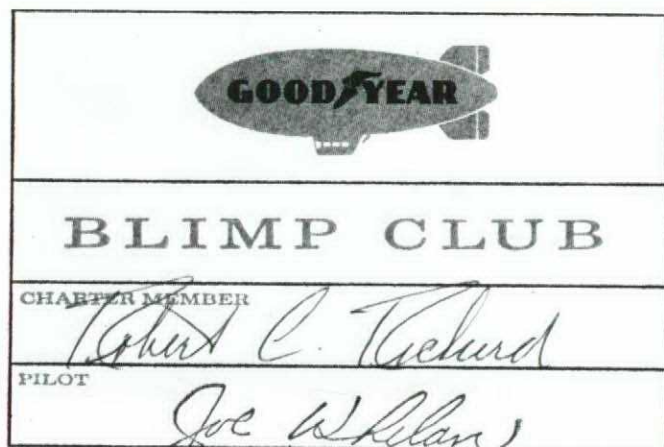 GOODYEAR
BLIMP CLUB
CHARTER MEMBER
Robert C. Richard
PILOT
Joe Whelan